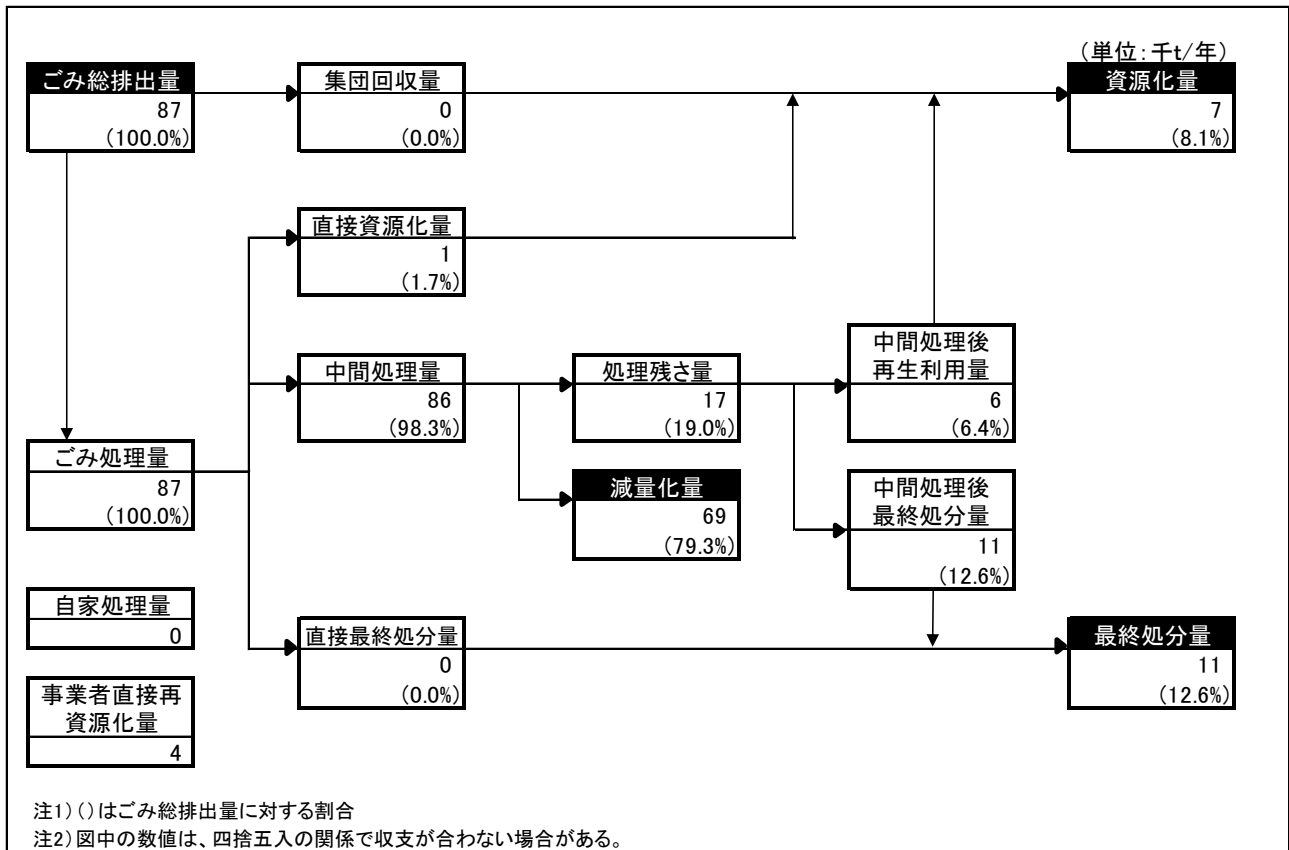 (単位:千t/年)
ごみ総排出量
87
(100.0%)
集団回収量
0
(0.0%)
資源化量
7
(8.1%)
直接資源化量
1
(1.7%)
中間処理量
86
(98.3%)
処理残さ量
17
(19.0%)
中間処理後
再生利用量
6
(6.4%)
ごみ処理量
87
(100.0%)
減量化量
69
(79.3%)
中間処理後
最終処分量
11
(12.6%)
自家処理量
0
直接最終処分量
0
(0.0%)
最終処分量
11
(12.6%)
事業者直接再
資源化量
4
注1)()はごみ総排出量に対する割合
注2)図中の数値は、四捨五入の関係で収支が合わない場合がある。